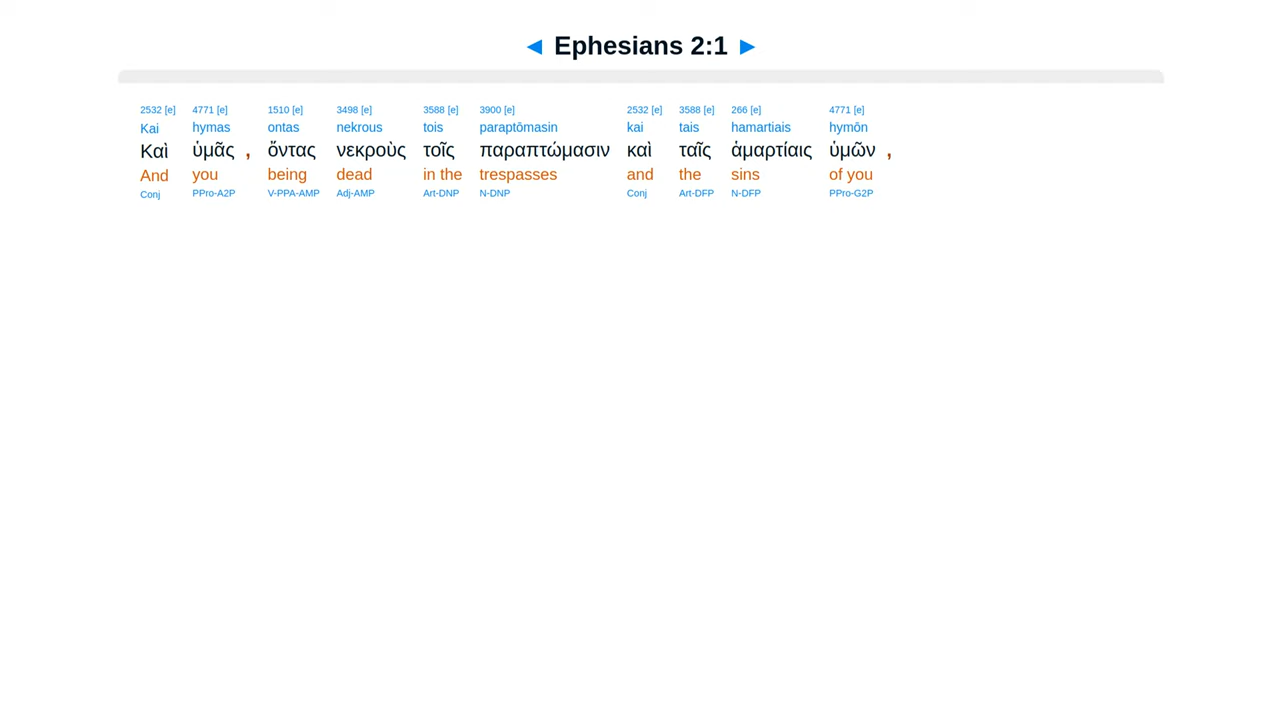 ◄ Ephesians 2:1 ►
2532 [e] 4771 [e] 1510 [e] 3498 [e] 3588 [e] 3900 [e] 2532 [e] 3588 [e] 266 [e] 4771 [e]
Kai hymas ontas nekrous tois paraptōmasin kai tais hamartiais hymōn
Καὶ ὑμᾶς , ὄντας νεκροὺς τοῖς παραπτώμασιν καὶ ταῖς ἁμαρτίαις ὑμῶν ,
And you being dead in the trespasses and the sins of you
Conj PPro-A2P V-PPA-AMP Adj-AMP Art-DNP N-DNP Conj Art-DFP N-DFP PPro-G2P